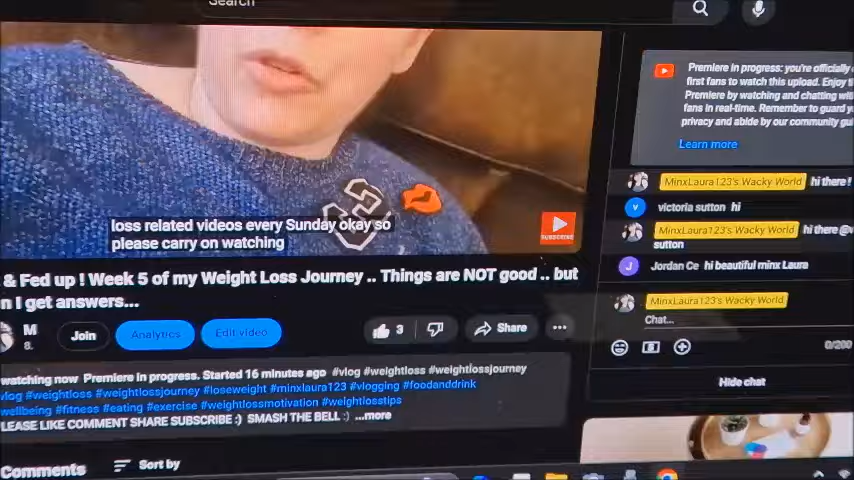 Search
Premiere in progress: you're officially
first fans to watch this upload. Enjoy
Premiere by watching and chatting
fans in real-time. Remember to guard
privacy and abide by our community
Learn more
loss related videos every Sunday okay so
please carry on watching
SUBSCRIBE
MinxLaura123's Wacky World hi there!
V victoria sutton hi
MinxLaura123's Wacky World hi there
sutton
J Jordan Ce hi beautiful minx Laura
MinxLaura123's Wacky World
Chat...
0/200
Hide chat
& Fed up ! Week 5 of my Weight Loss Journey .. Things are NOT good .. but
n I get answers...
M
8.
Join
Analytics
Edit video
3
Share
watching now Premiere in progress. Started 16 minutes ago #vlog #weightloss #weightlossjourney
vlog #weightloss #weightlossjourney #loseweight #minxlaura123 #vlogging #foodanddrink
wellbeing #fitness #eating #exercise #weightlossmotivation #weightlosstips
LEASE LIKE COMMENT SHARE SUBSCRIBE :) SMASH THE BELL :) ...more
Comments
Sort by